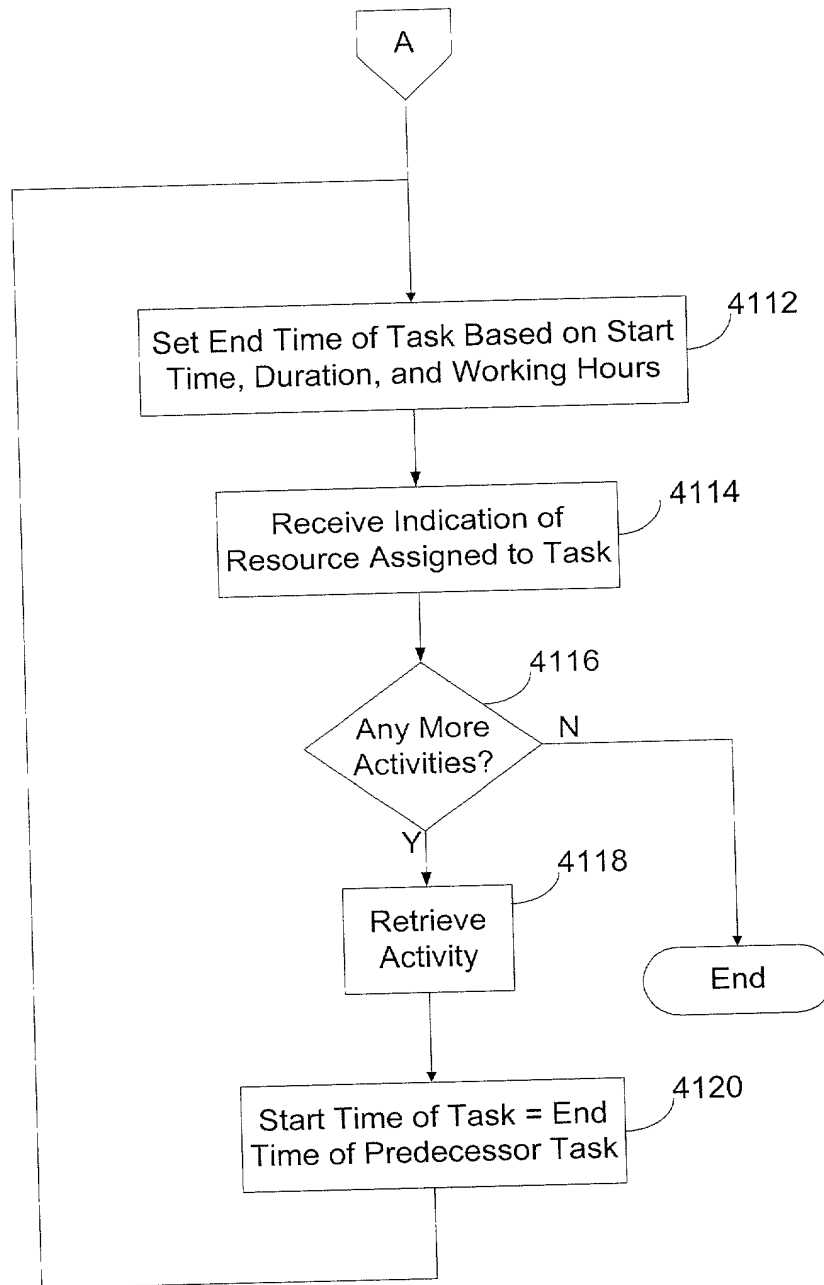 A
4112
Set End Time of Task Based on Start
Time, Duration, and Working Hours
4114
Receive Indication of
Resource Assigned to Task
4116
Any More
Activities?
N
Y
4118
Retrieve
Activity
End
4120
Start Time of Task = End
Time of Predecessor Task